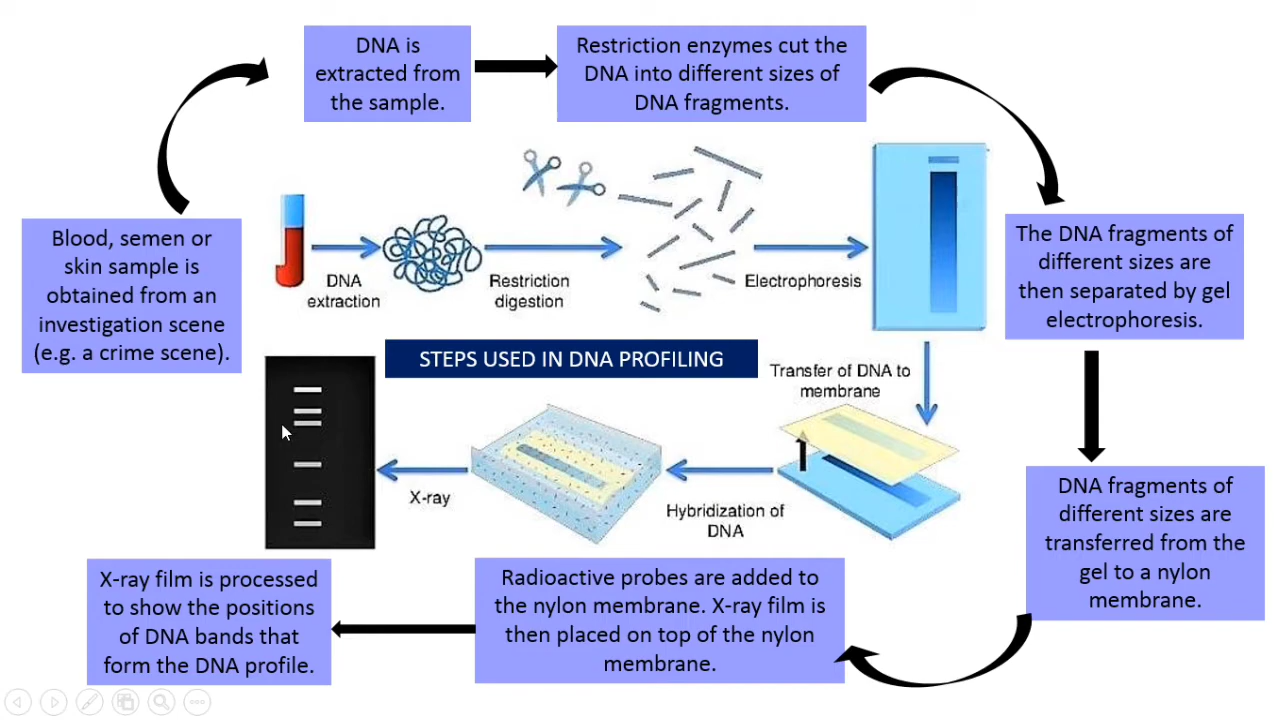 DNA is
extracted from
the sample.
Restriction enzymes cut the
DNA into different sizes of
DNA fragments.
Blood, semen or
skin sample is
obtained from an
investigation scene
(e.g. a crime scene).
DNA
extraction
Restriction
digestion
Electrophoresis
The DNA fragments of
different sizes are
then separated by gel
electrophoresis.
STEPS USED IN DNA PROFILING
Transfer of DNA to
membrane
X-ray
Hybridization of
DNA
DNA fragments of
different sizes are
transferred from the
gel to a nylon
membrane.
Radioactive probes are added to
the nylon membrane. X-ray film is
then placed on top of the nylon
membrane.
X-ray film is processed
to show the positions
of DNA bands that
form the DNA profile.